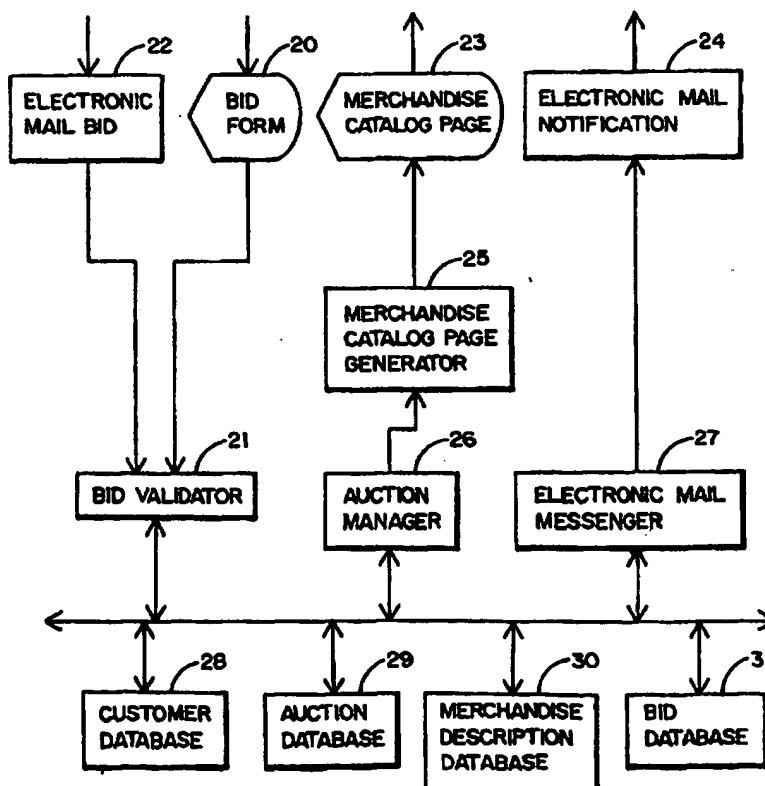 22
20
23
24
ELECTRONIC
MAIL BID
BID
FORM
MERCHANDISE
CATALOG PAGE
ELECTRONIC MAIL
NOTIFICATION
25
MERCHANDISE
CATALOG PAGE
GENERATOR
21
26
27
BID VALIDATOR
AUCTION
MANAGER
ELECTRONIC MAIL
MESSENGER
28
29
30
3
CUSTOMER
DATABASE
AUCTION
DATABASE
MERCHANDISE
DESCRIPTION
DATABASE
BID
DATABASE